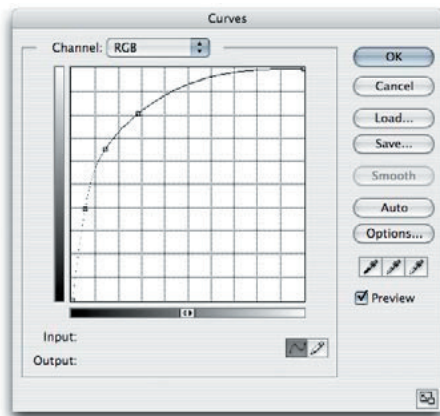 Curves
Channel: RGB
OK
Cancel
Load...
Save...
Smooth
Auto
Options...
Preview
Input:
Output: